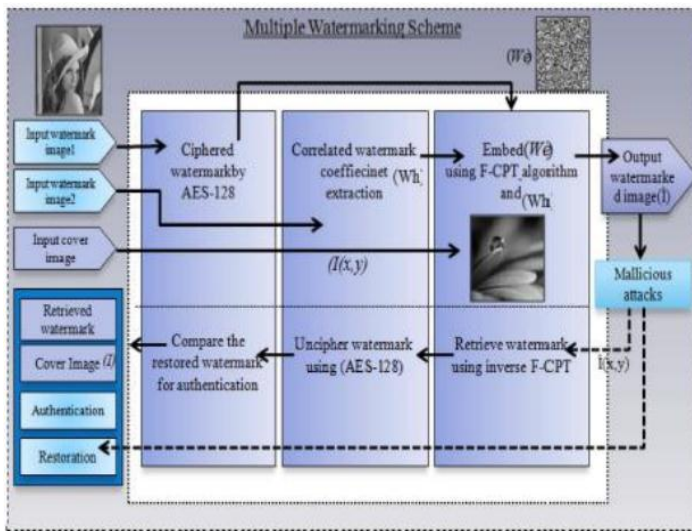 Multiple Watermarking Scheme
(We)
Input watermark
image1
Input watermark
image2
Input cover
image
Ciphered
watermarkby
AES-128
Correlated watermark
coeffiecinet (Wh)
extraction
Embed(We)
using F-CPT algorithm
and (Wh)
Output
watermarke
d image(I)
(I(x,y)
Mallicious
attacks
I(x,y)
Retrieve watermark
using inverse F-CPT
Uncipher watermark
using (AES-128)
Compare the
restored watermark
for authentication
Retrieved
watermark
Cover Image (I)
Authentication
Restoration